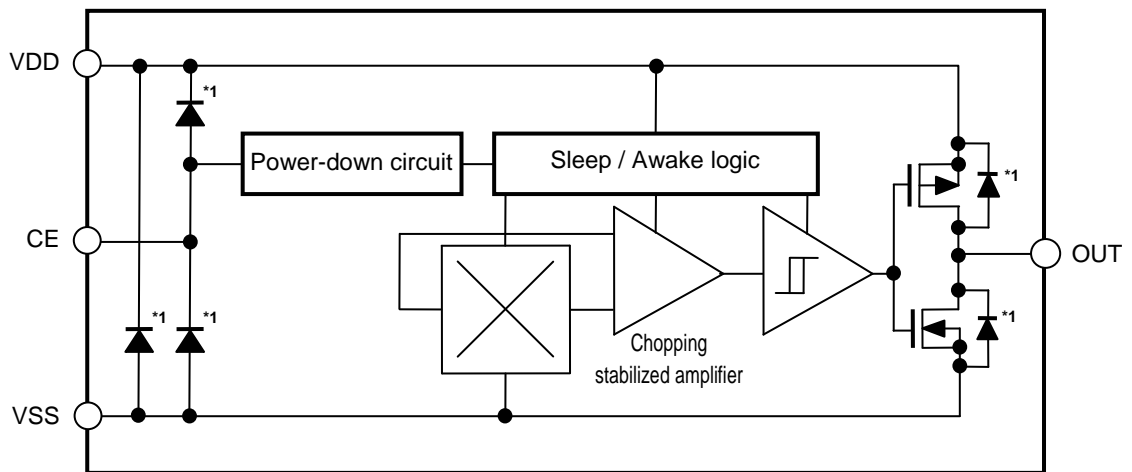 VDD
*1
*1
Power-down circuit
Sleep / Awake logic
CE
OUT
*1
*1
*1
Chopping
stabilized amplifier
VSS